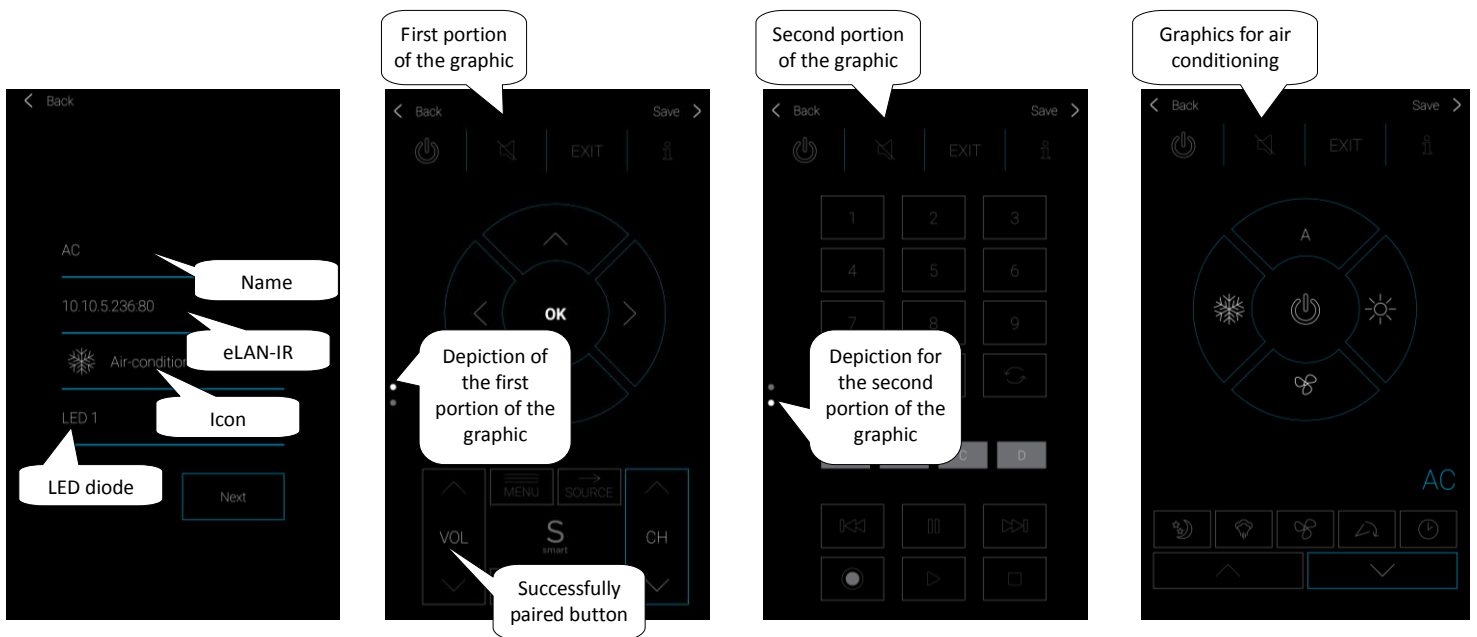 Back
AC
Name
10.10.5.236:80
eLAN-IR
Air-condition
Icon
LED 1
LED diode
Next
First portion
of the graphic
Back
Save
EXIT
OK
Depiction of
the first
portion of the
graphic
MENU
SOURCE
VOL
S
smart
CH
Successfully
paired button
Second portion
of the graphic
Back
Save
EXIT
1
2
3
4
5
6
7
8
9
Depiction for
the second
portion of the
graphic
C
D
Graphics for air
conditioning
Back
Save
EXIT
A
AC